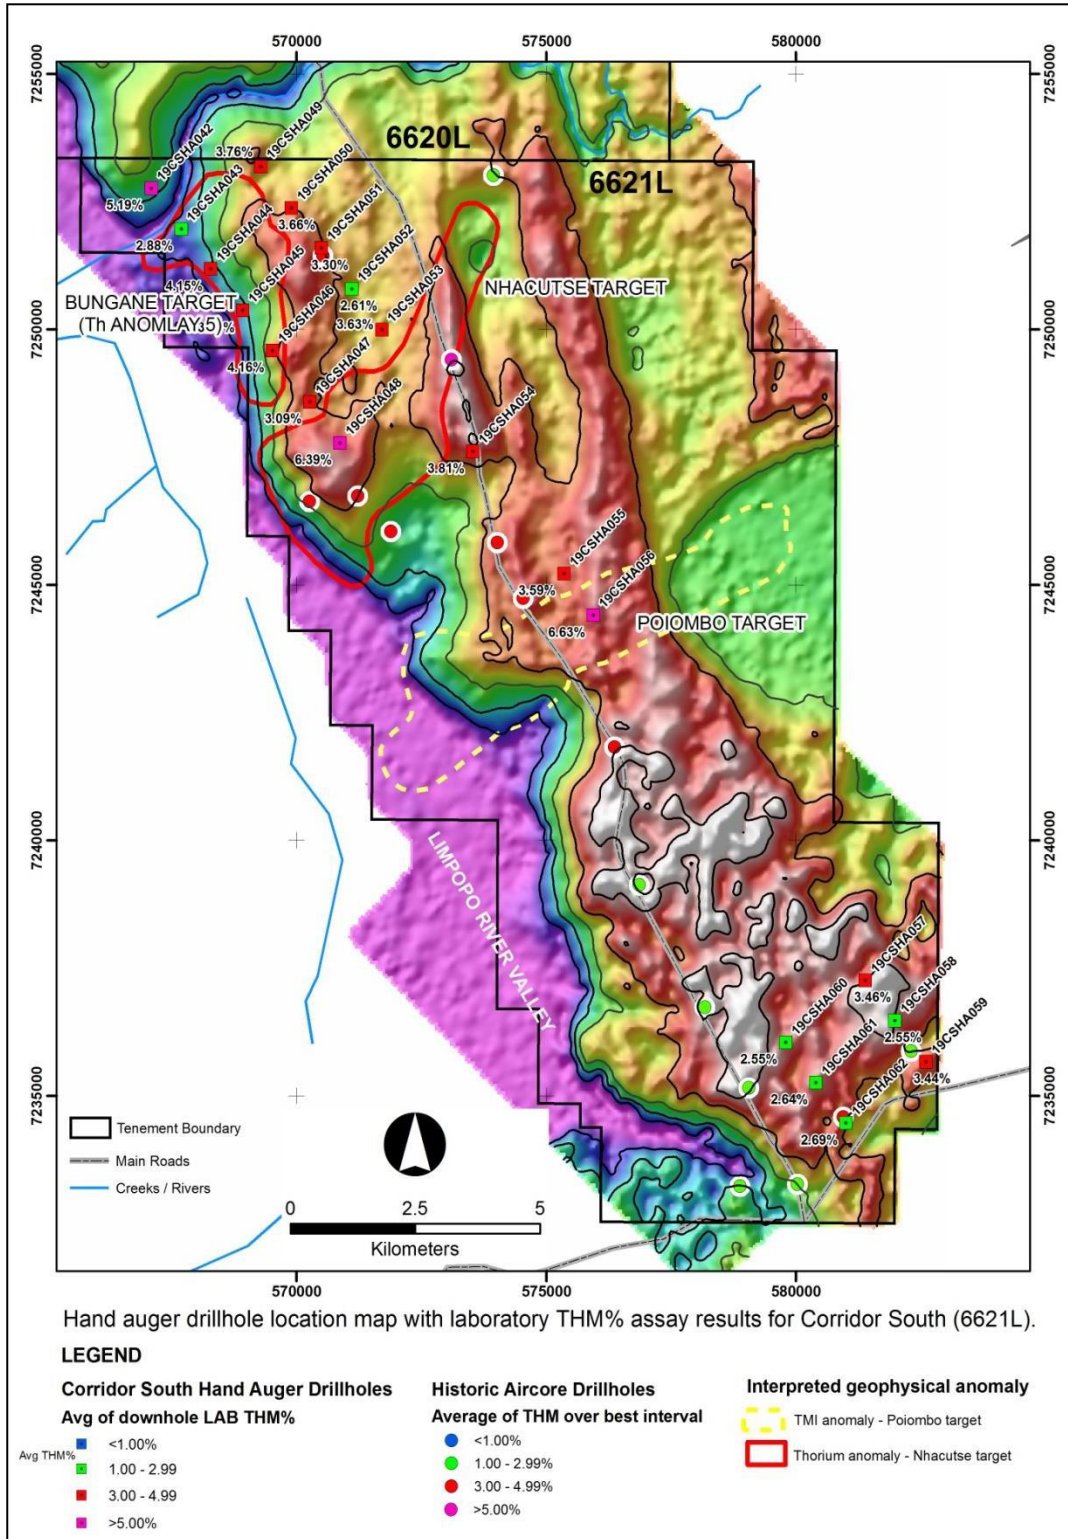 570000
575000
580000
7255000
7255000
6620L
6621L
19CSHA042
5.19%
19CSHA043
2.88%
19CSHA049
3.76%
19CSHA050
3.66%
19CSHA044
4.15%
19CSHA051
3.30%
19CSHA045
19CSHA052
2.61%
19CSHA046
4.16%
19CSHA053
3.63%
NHACUTSE TARGET
BUNGANE TARGET
(Th ANOMLAY
7250000
7250000
19CSHA047
3.09%
19CSHA048
6.39%
19CSHA054
3.81%
7245000
7245000
19CSHA055
3.59%
19CSHA056
6.63%
POIOMBO TARGET
7240000
7240000
LIMPOPO RIVER VALLEY
19CSHA057
3.46%
19CSHA058
2.55%
19CSHA059
3.44%
19CSHA060
2.55%
19CSHA061
2.64%
19CSHA062
2.69%
7235000
7235000
Tenement Boundary
Main Roads
Creeks / Rivers
0 2.5 5
Kilometers
570000
575000
580000
Hand auger drillhole location map with laboratory THM% assay results for Corridor South (6621L).
LEGEND
Corridor South Hand Auger Drillholes
Avg of downhole LAB THM%
Avg THM%
<1.00%
1.00 - 2.99
3.00 - 4.99
>5.00%
Historic Aircore Drillholes
Average of THM over best interval
<1.00%
1.00 - 2.99%
3.00 - 4.99%
>5.00%
Interpreted geophysical anomaly
TMI anomaly - Poiombo target
Thorium anomaly - Nhacutse target